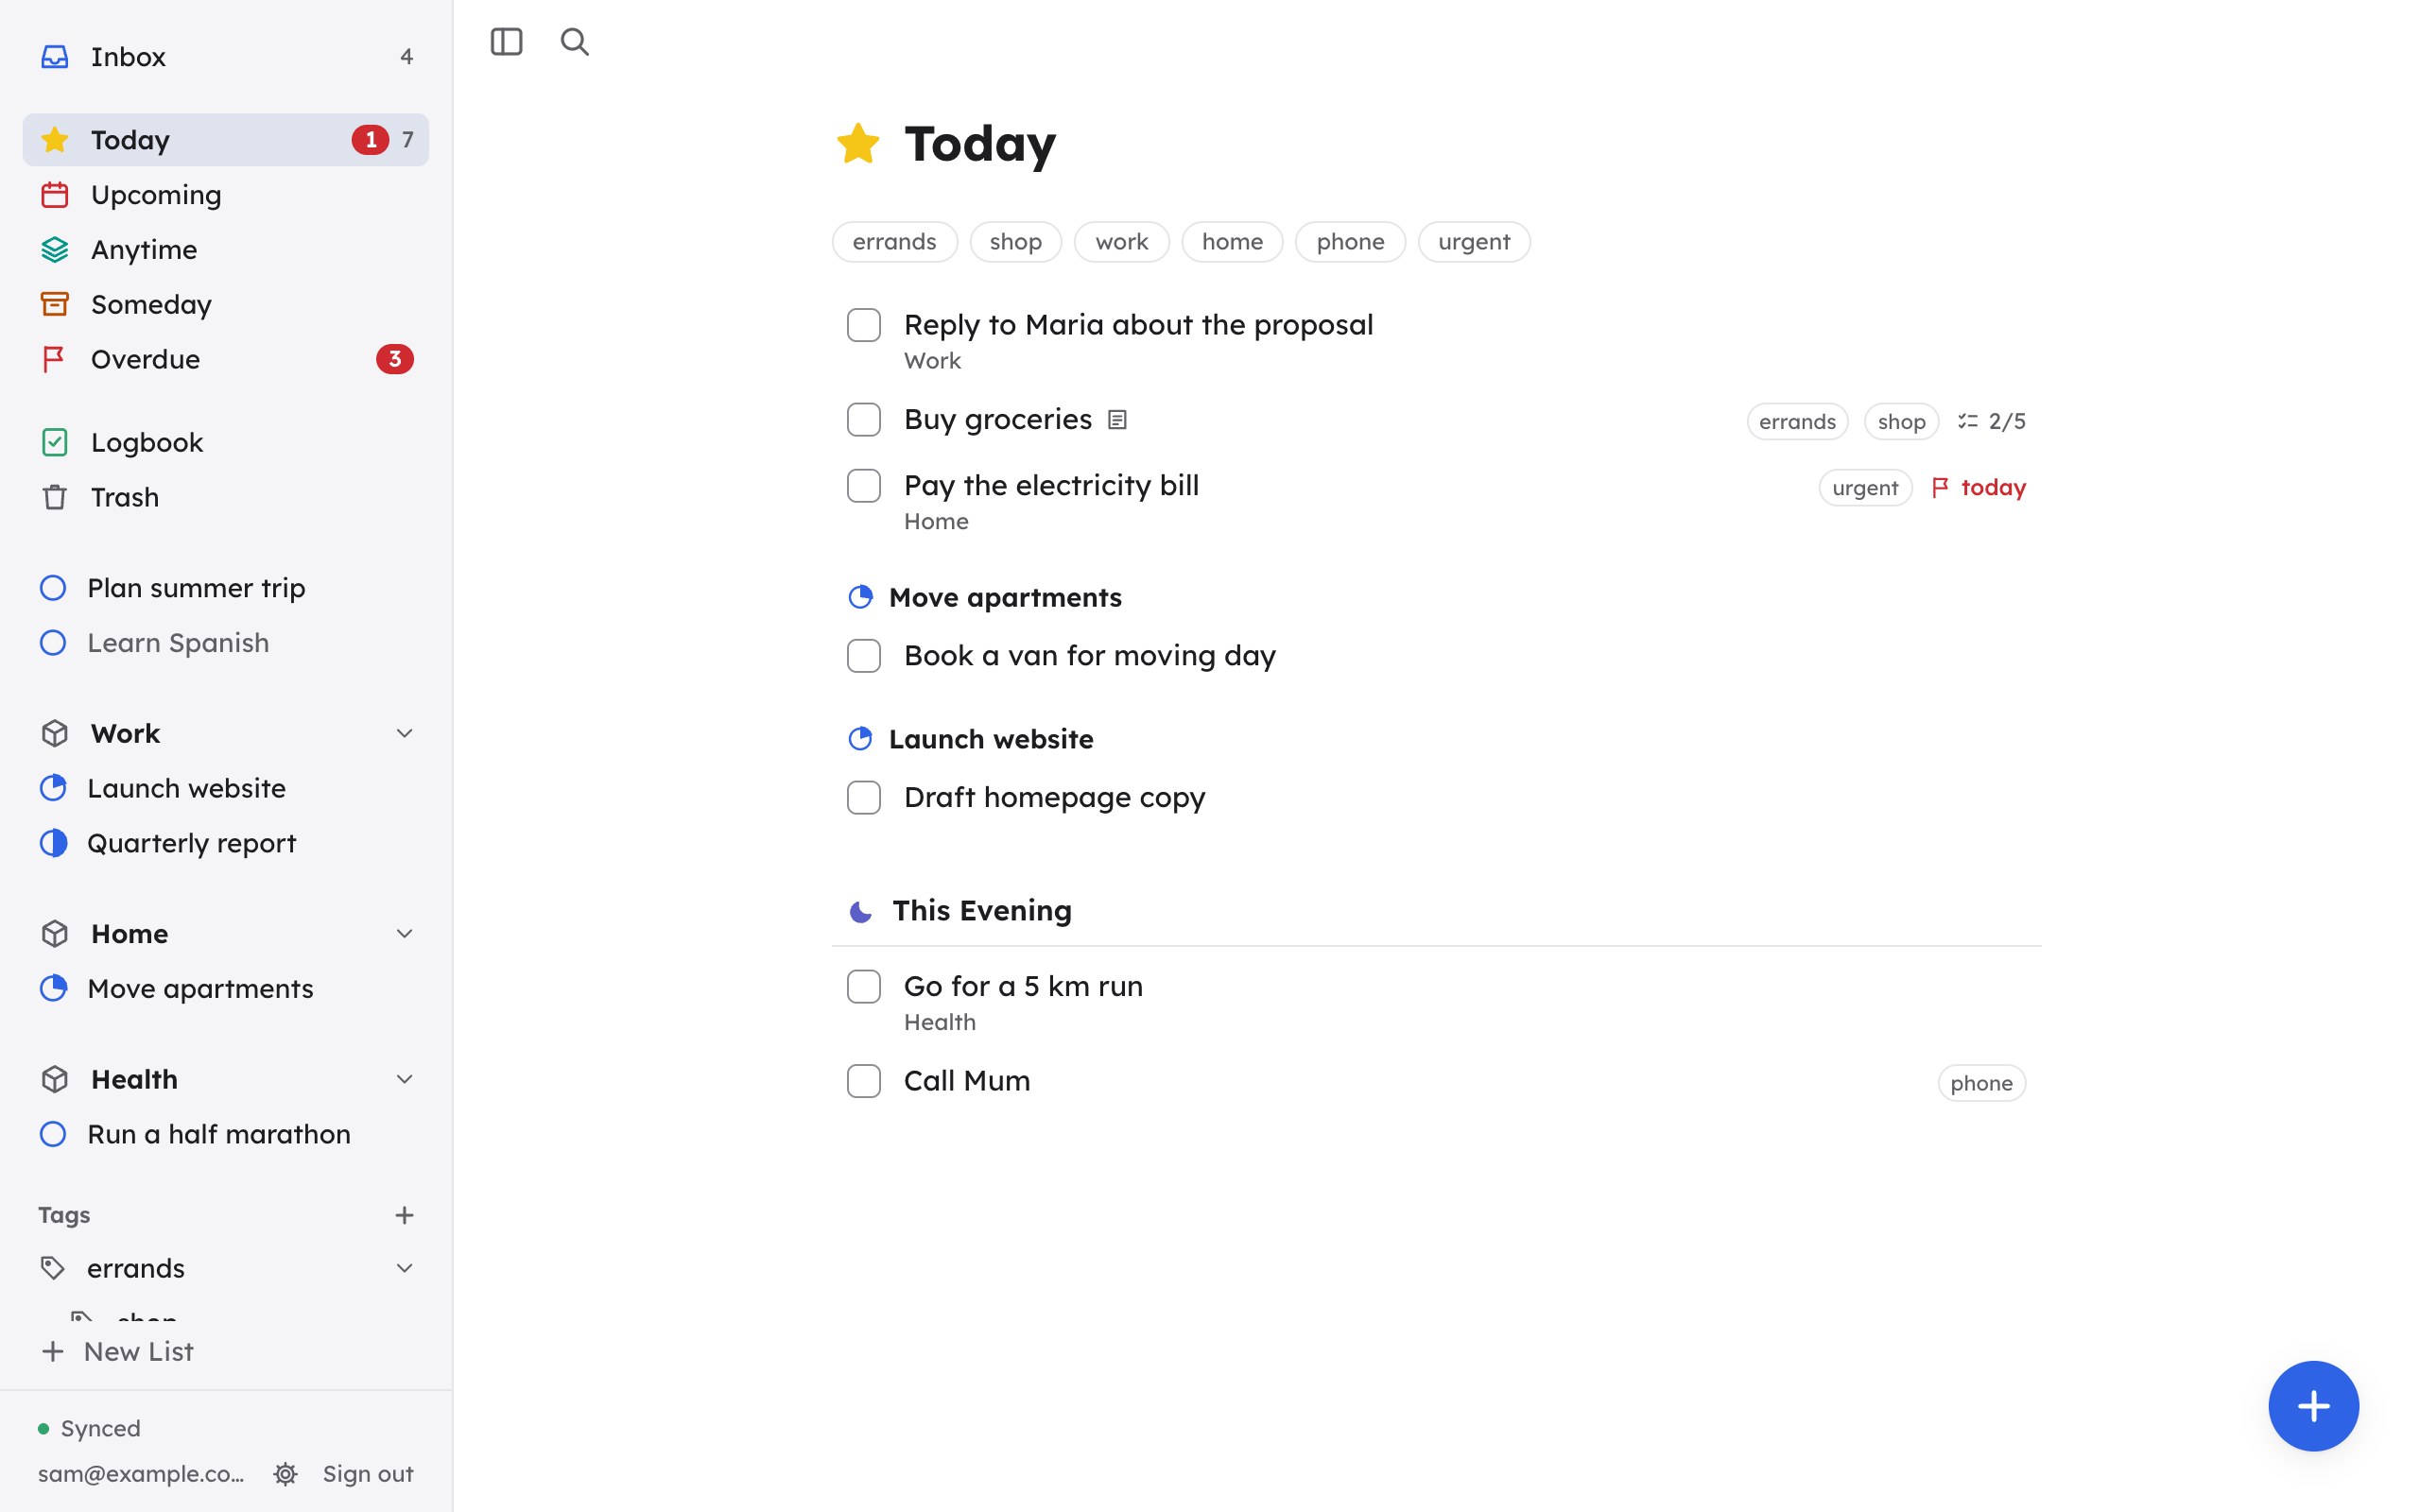 Inbox 4
Today 1 7
Upcoming
Anytime
Someday
Overdue 3
Logbook
Trash
Plan summer trip
Learn Spanish
Work
Launch website
Quarterly report
Home
Move apartments
Health
Run a half marathon
Tags
errands
shop
New List
Synced
sam@example.co…
Sign out
Today
errands shop work home phone urgent
Reply to Maria about the proposal
Work
Buy groceries errands shop 2/5
Pay the electricity bill urgent today
Home
Move apartments
Book a van for moving day
Launch website
Draft homepage copy
This Evening
Go for a 5 km run
Health
Call Mum phone